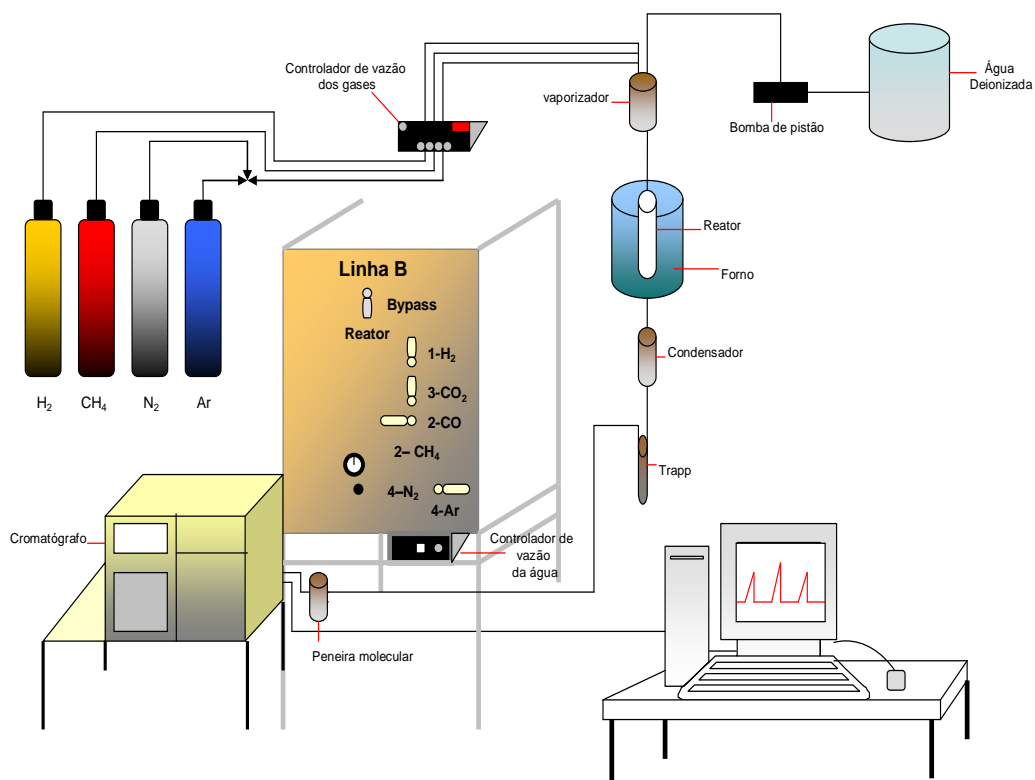 Controlador de vazão
dos gases
vaporizador
Água
Deionizada
Bomba de pistão
Reator
Forno
Linha B
Bypass
Reator
1-H₂
3-CO₂
2-CO
2– CH₄
4–N₂
4-Ar
Condensador
H₂
CH₄
N₂
Ar
Trapp
Cromatógrafo
Controlador de
vazão
da água
Peneira molecular